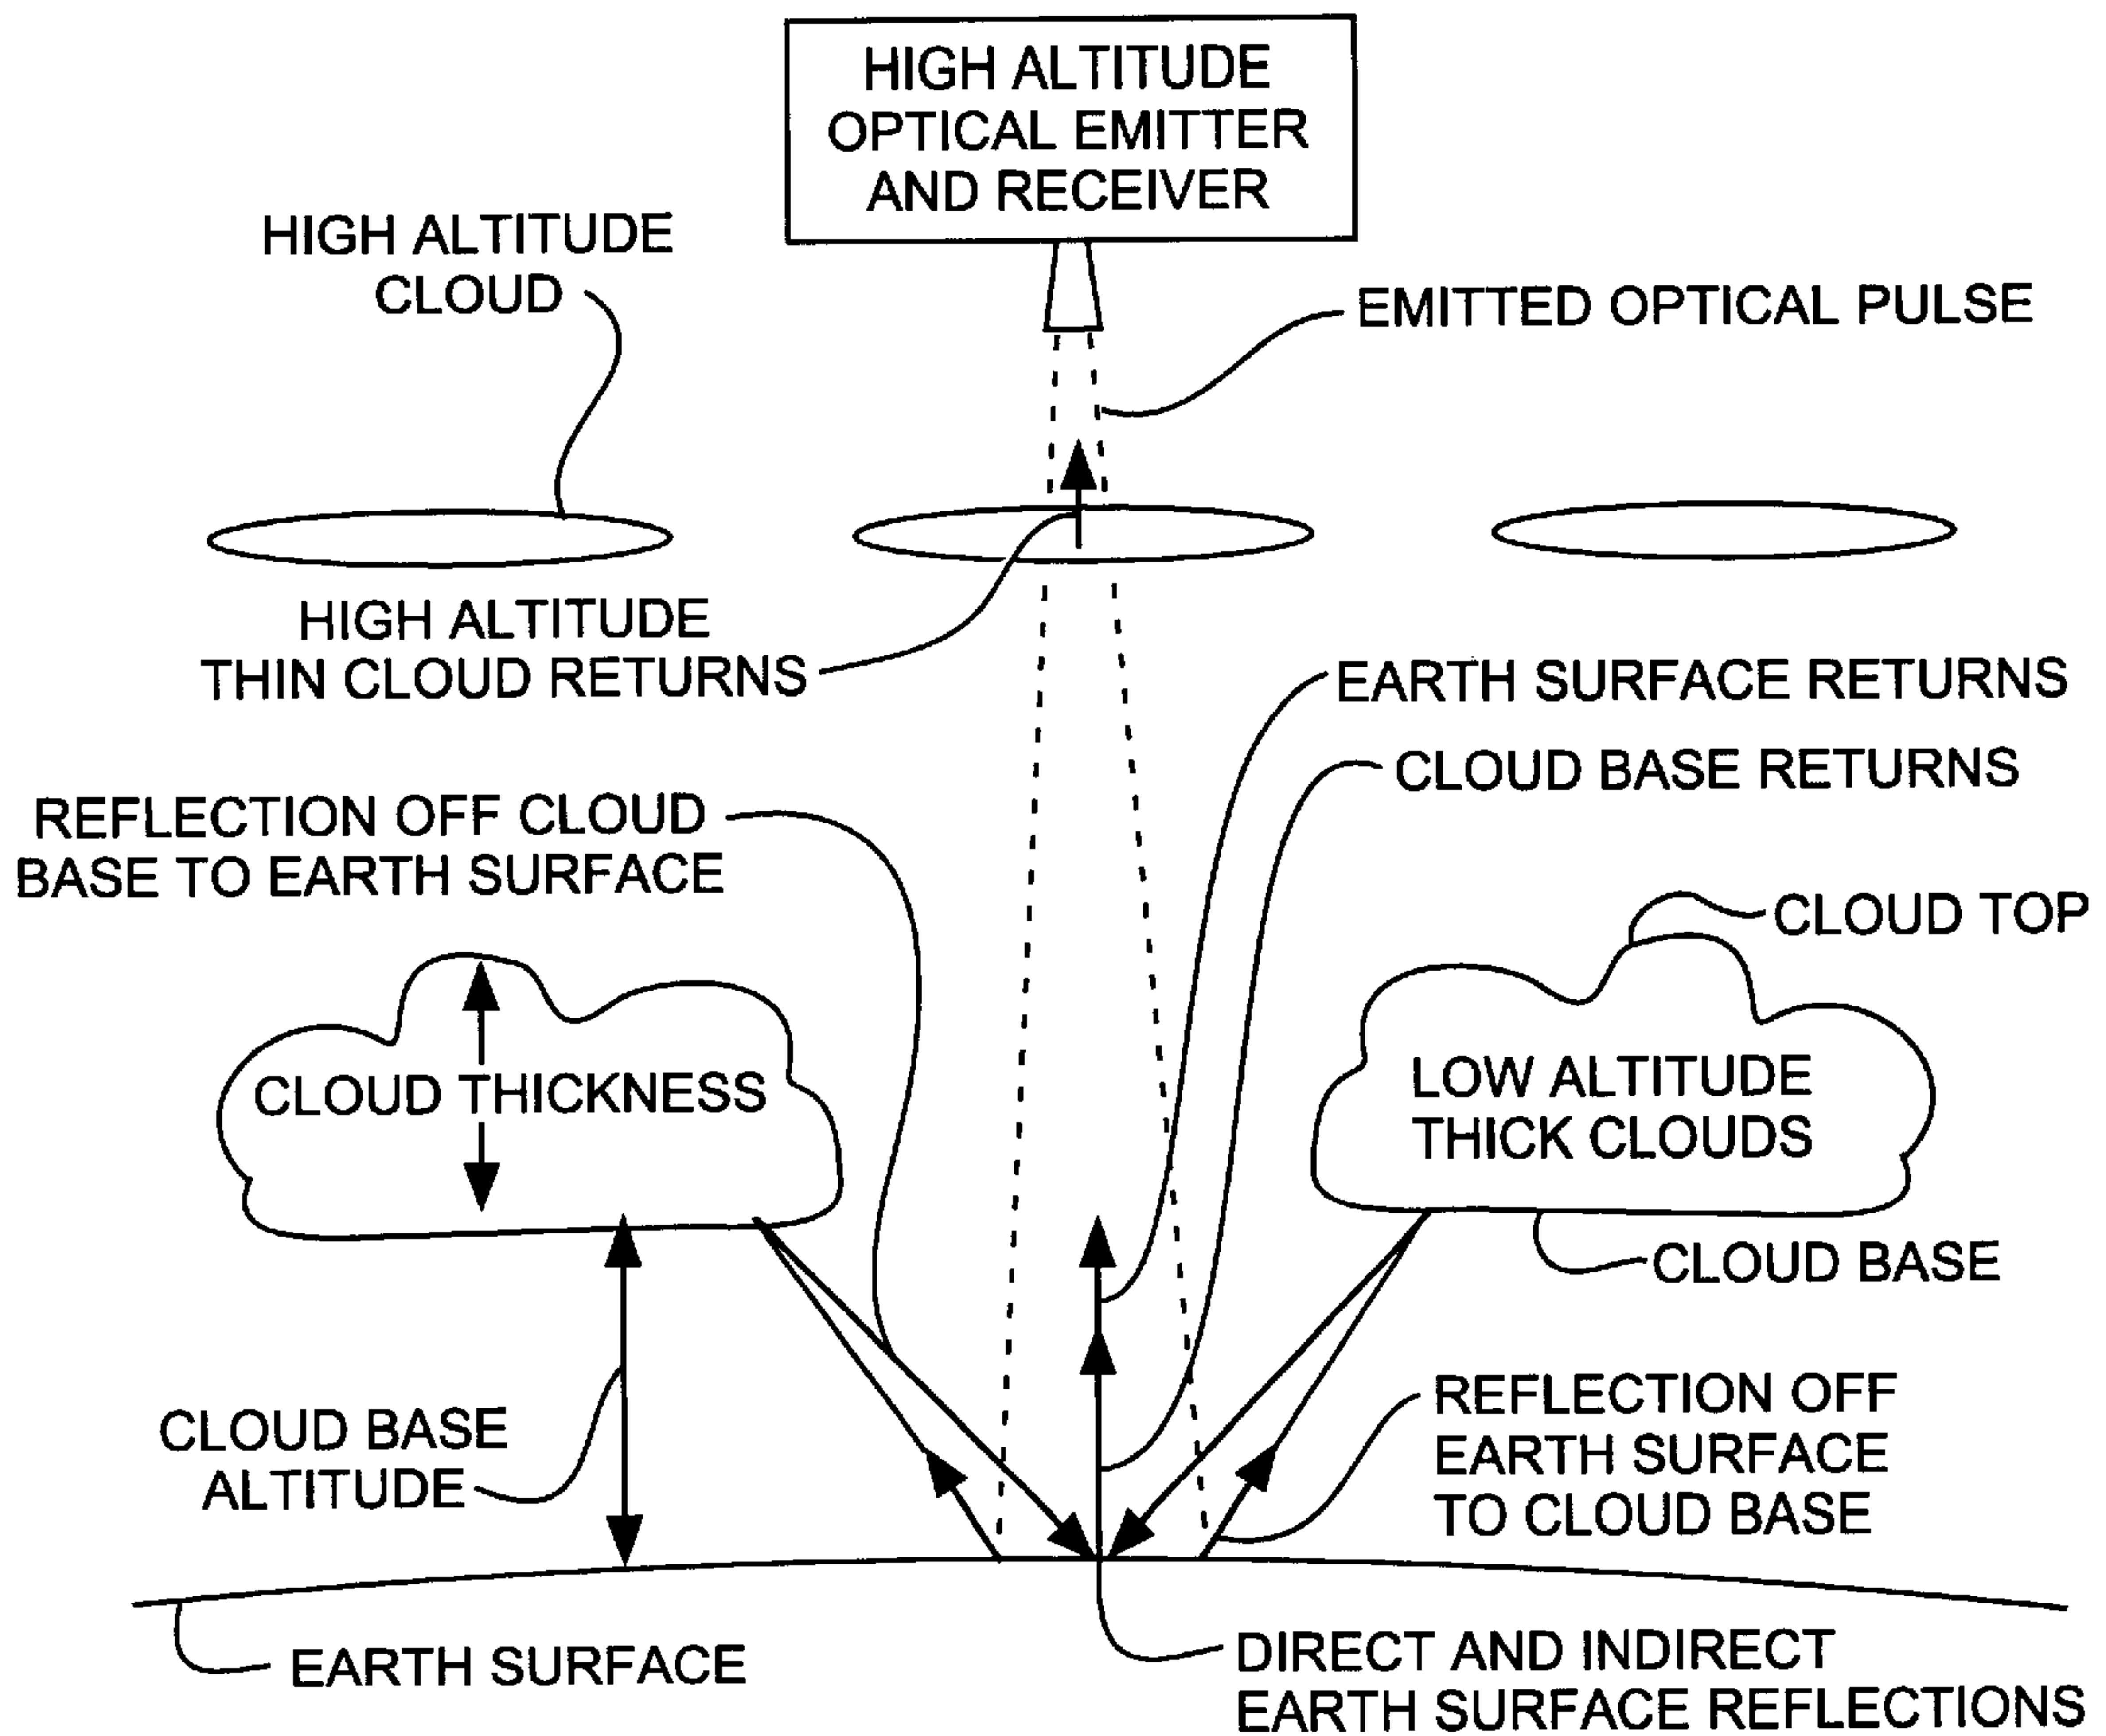 HIGH ALTITUDE
OPTICAL EMITTER
AND RECEIVER
HIGH ALTITUDE
CLOUD
EMITTED OPTICAL PULSE
HIGH ALTITUDE
THIN CLOUD RETURNS
EARTH SURFACE RETURNS
CLOUD BASE RETURNS
REFLECTION OFF CLOUD
BASE TO EARTH SURFACE
CLOUD TOP
CLOUD THICKNESS
LOW ALTITUDE
THICK CLOUDS
CLOUD BASE
CLOUD BASE
ALTITUDE
REFLECTION OFF
EARTH SURFACE
TO CLOUD BASE
EARTH SURFACE
DIRECT AND INDIRECT
EARTH SURFACE REFLECTIONS